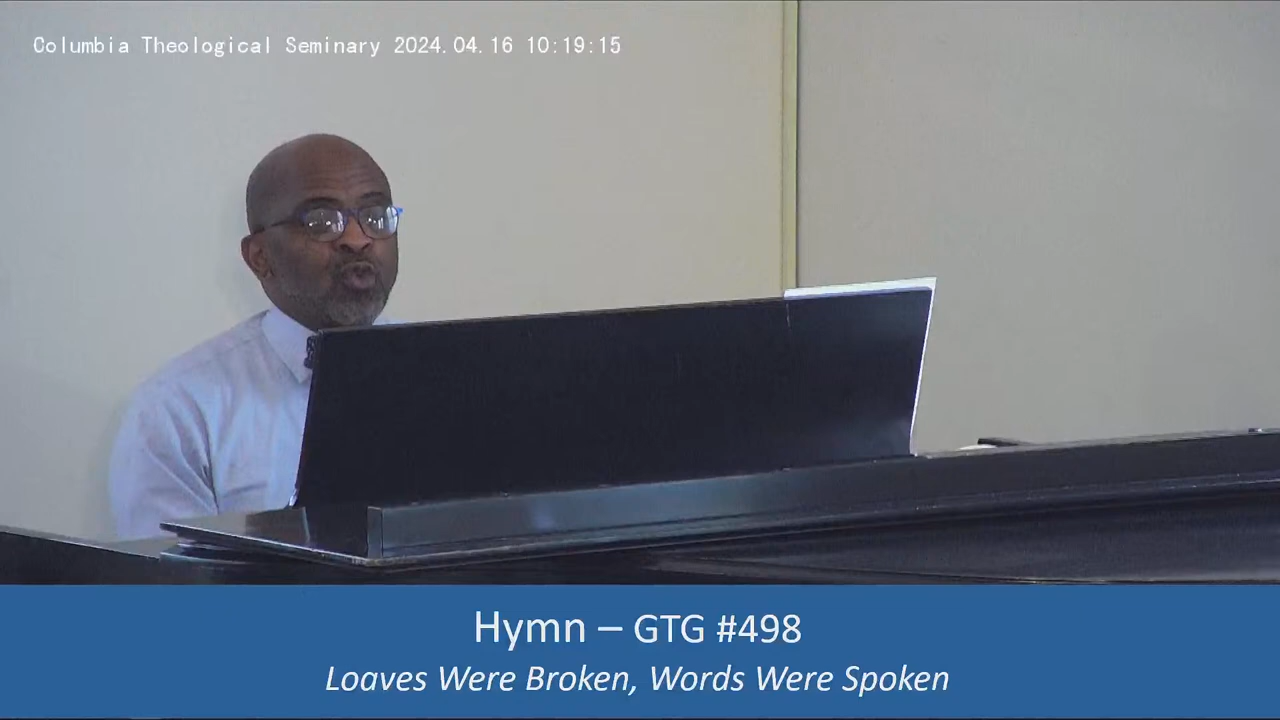 Columbia Theological Seminary 2024.04.16 10:19:15
Hymn – GTG #498
Loaves Were Broken, Words Were Spoken